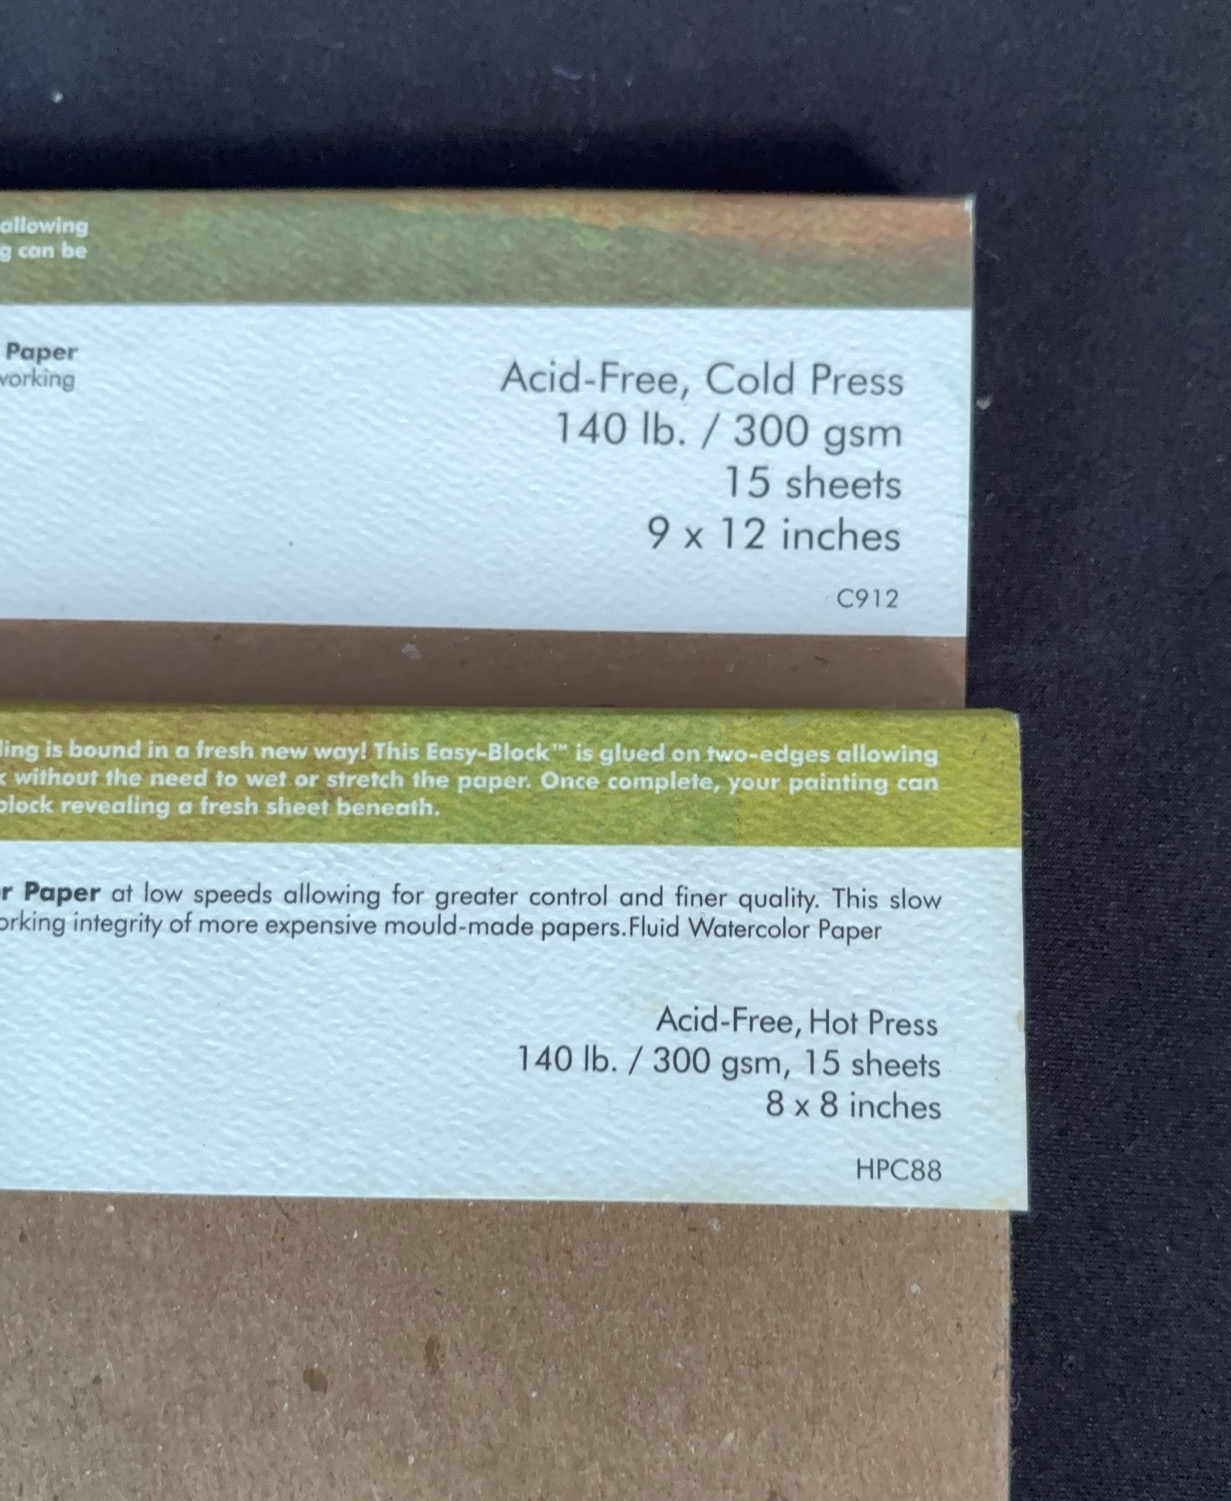 allowing
g can be
Paper
working
Acid-Free, Cold Press
140 lb. / 300 gsm
15 sheets
9 x 12 inches
C912
ling is bound in a fresh new way! This Easy-Block™ is glued on two-edges allowing
k without the need to wet or stretch the paper. Once complete, your painting can
block revealing a fresh sheet beneath.
r Paper at low speeds allowing for greater control and finer quality. This slow
orking integrity of more expensive mould-made papers.Fluid Watercolor Paper
Acid-Free, Hot Press
140 lb. / 300 gsm, 15 sheets
8 x 8 inches
HPC88